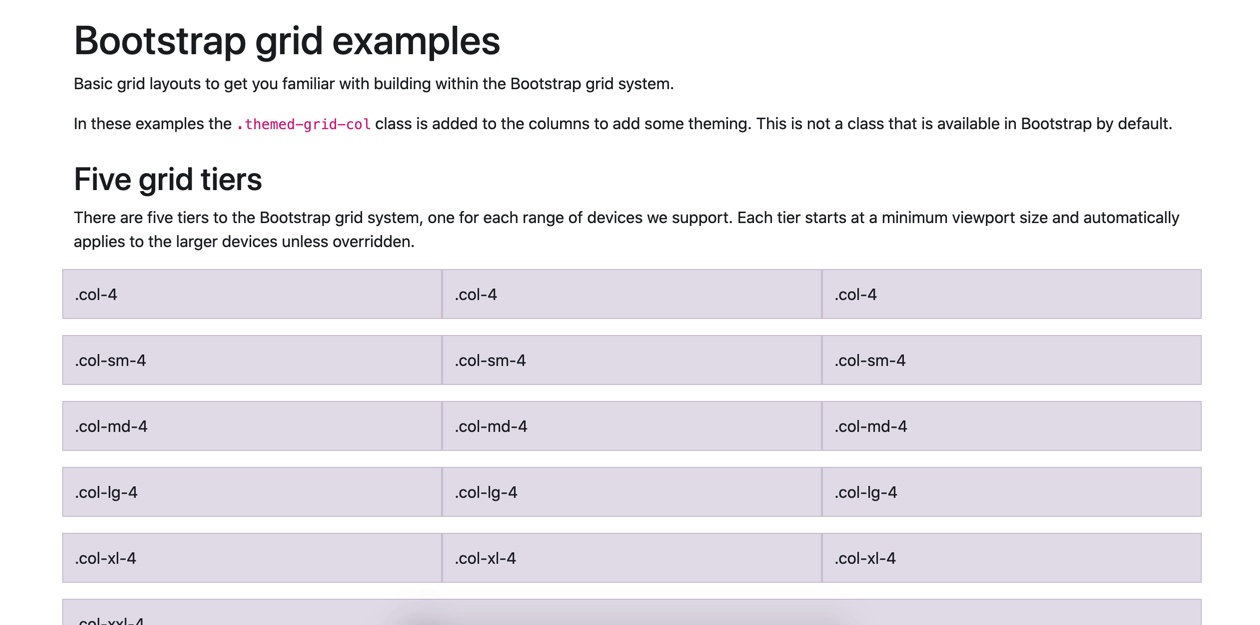 Bootstrap grid examples
Basic grid layouts to get you familiar with building within the Bootstrap grid system.
In these examples the .themed-grid-col class is added to the columns to add some theming. This is not a class that is available in Bootstrap by default.
Five grid tiers
There are five tiers to the Bootstrap grid system, one for each range of devices we support. Each tier starts at a minimum viewport size and automatically
applies to the larger devices unless overridden.
.col-4 .col-4 .col-4
.col-sm-4 .col-sm-4 .col-sm-4
.col-md-4 .col-md-4 .col-md-4
.col-lg-4 .col-lg-4 .col-lg-4
.col-xl-4 .col-xl-4 .col-xl-4
.col-xxl-4